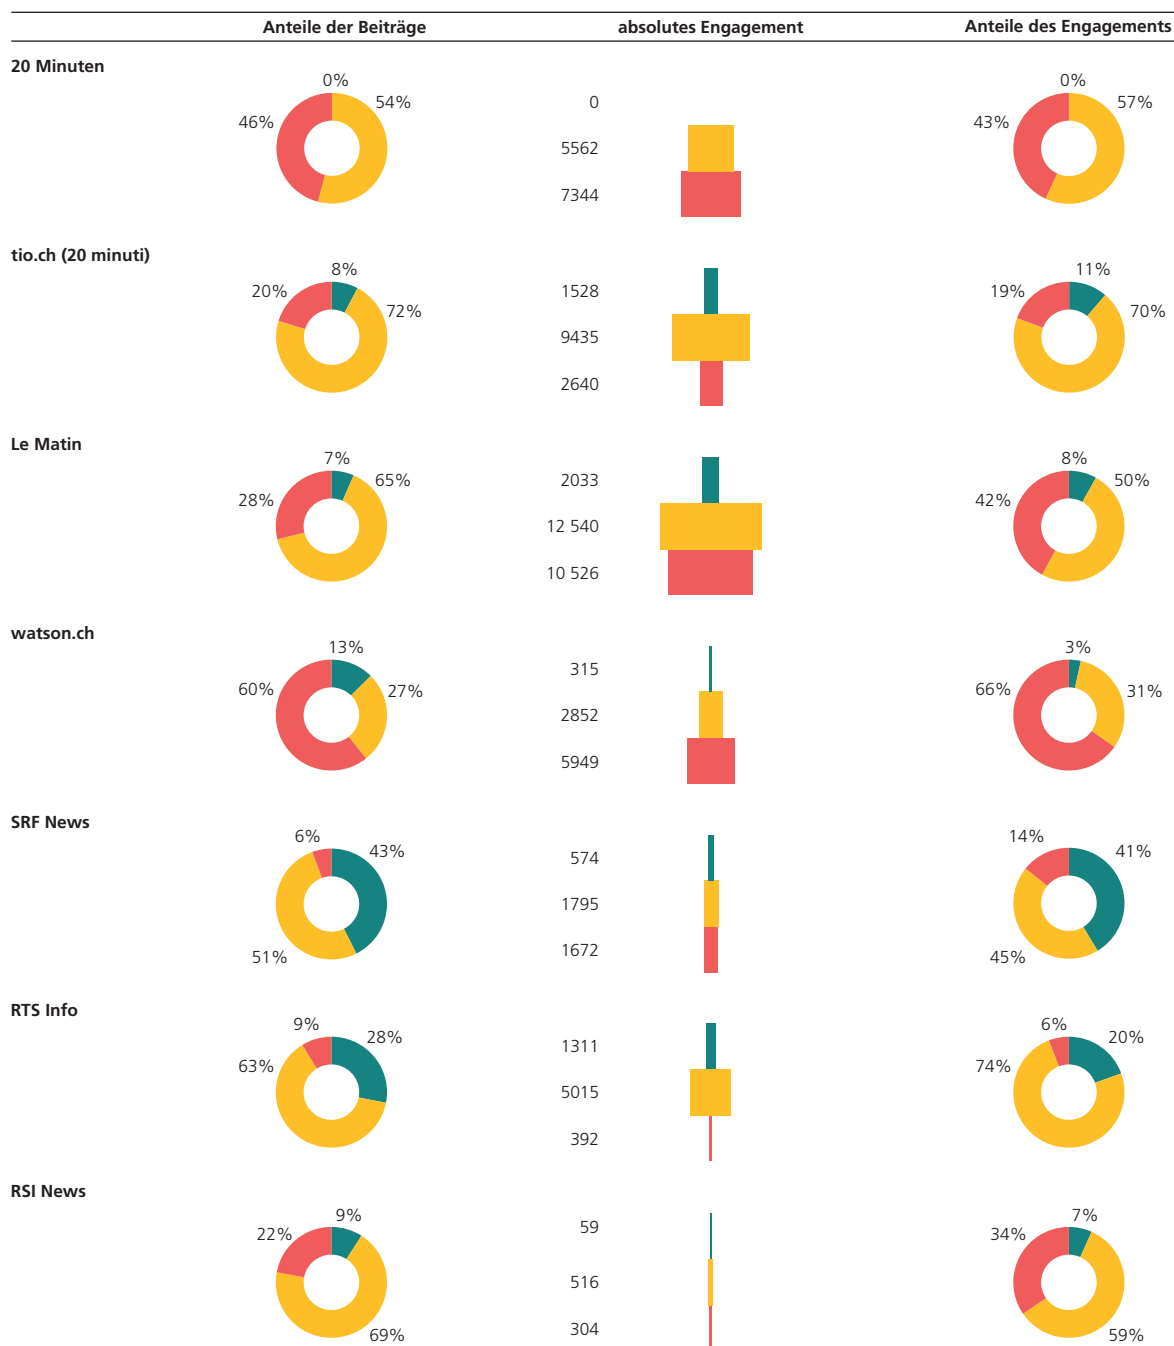 Anteile der Beiträge absolutes Engagement Anteile des Engagements
20 Minuten
0% 0%
54% 0 57%
46% 43%
5562
7344
tio.ch (20 minuti)
8% 11%
20% 1528 19%
72% 70%
9435
2640
Le Matin
7% 8%
65% 2033 50%
28% 42%
12 540
10 526
watson.ch
13% 3%
315
60% 27% 66% 31%
2852
5949
SRF News
6% 14%
43% 574 41%
1795
51% 1672 45%
RTS Info
9% 6%
28% 1311 20%
63% 74%
5015
392
RSI News
9% 7%
22% 59 34%
516
304
69% 59%